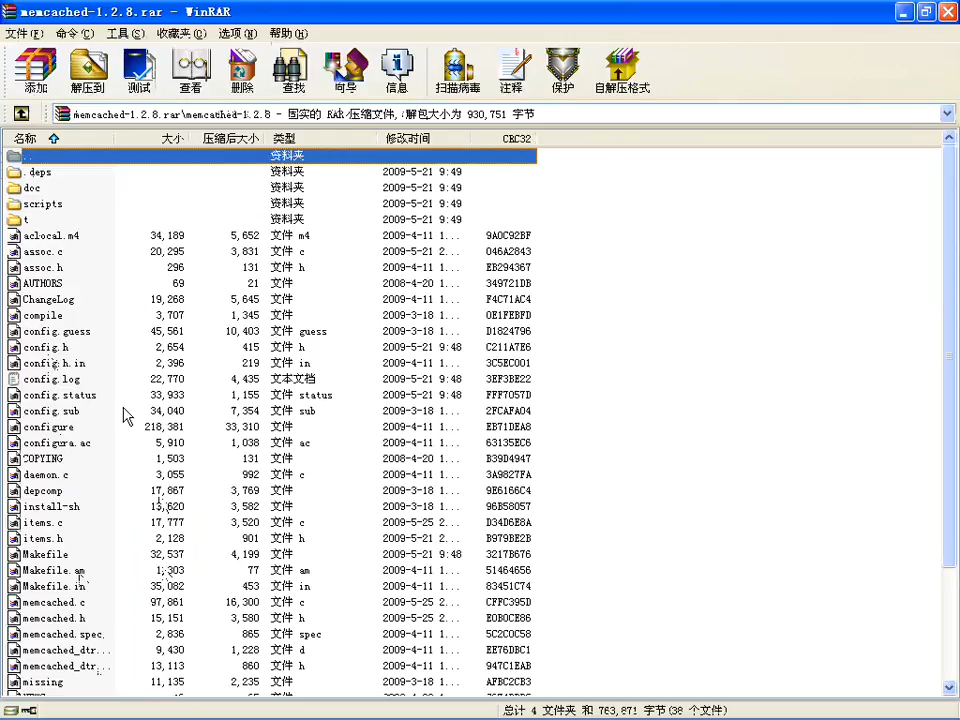 memcached-1.2.8.rar - WinRAR
文件(F) 命令(C) 工具(S) 收藏夹(O) 选项(N) 帮助(H)
添加 解压到 测试 查看 删除 查找 向导 信息 扫描病毒 注释 保护 自解压格式
memcached-1.2.8.rar\memcached-1.2.8 - 固实的 RAR 压缩文件, 解包大小为 930,751 字节
名称 大小 压缩后大小 类型 修改时间 CRC32
.. 资料夹
.deps 资料夹 2009-5-21 9:49
doc 资料夹 2009-5-21 9:49
scripts 资料夹 2009-5-21 9:49
t 资料夹 2009-5-21 9:49
aclocal.m4 34,189 5,652 文件 m4 2009-4-11 1... 9A0C92BF
assoc.c 20,295 3,831 文件 c 2009-5-21 2... 046A2843
assoc.h 296 131 文件 h 2009-4-11 1... EB294367
AUTHORS 69 21 文件 2008-4-20 1... 349721DB
ChangeLog 19,268 5,645 文件 2009-4-11 1... F4C71AC4
compile 3,707 1,345 文件 2009-3-18 1... 0E1FEBFD
config.guess 45,561 10,403 文件 guess 2009-3-18 1... D1824796
config.h 2,654 415 文件 h 2009-5-21 9:48 C211A7E6
config.h.in 2,396 219 文件 in 2009-4-11 1... 3C5EC001
config.log 22,770 4,435 文本文档 2009-5-21 9:48 3EF3BE22
config.status 33,933 1,155 文件 status 2009-5-21 9:48 FFF7057D
config.sub 34,040 7,354 文件 sub 2009-3-18 1... 2FCAFA04
configure 218,381 33,310 文件 2009-4-11 1... EB71DEA8
configura.ac 5,910 1,038 文件 ac 2009-4-11 1... 63135EC6
COPYING 1,503 131 文件 2008-4-20 1... B39D4947
daemon.c 3,055 992 文件 c 2009-4-11 1... 3A9827FA
depcomp 17,867 3,769 文件 2009-3-18 1... 9E6166C4
install-sh 13,620 3,582 文件 2009-3-18 1... 96B58057
items.c 17,777 3,520 文件 c 2009-5-25 2... D34D6E8A
items.h 2,128 901 文件 h 2009-5-21 2... B979BE2B
Makefile 32,537 4,199 文件 2009-5-21 9:48 3217B676
Makefile.am 1,303 77 文件 am 2009-4-11 1... 51464656
Makefile.in 35,082 453 文件 in 2009-4-11 1... 83451C74
memcached.c 97,861 16,300 文件 c 2009-5-25 2... CFFC395D
memcached.h 15,151 3,580 文件 h 2009-5-25 2... E0B0CE86
memcached.spec 2,836 865 文件 spec 2009-4-11 1... 5C2C0C58
memcached_dtr... 9,430 1,228 文件 d 2009-4-11 1... EE76DBC1
memcached_dtr... 13,113 860 文件 h 2009-4-11 1... 947C1EAB
missing 11,135 2,235 文件 2009-3-18 1... AFBC2CB3
总计 4 文件夹 和 763,871 字节(38 个文件)